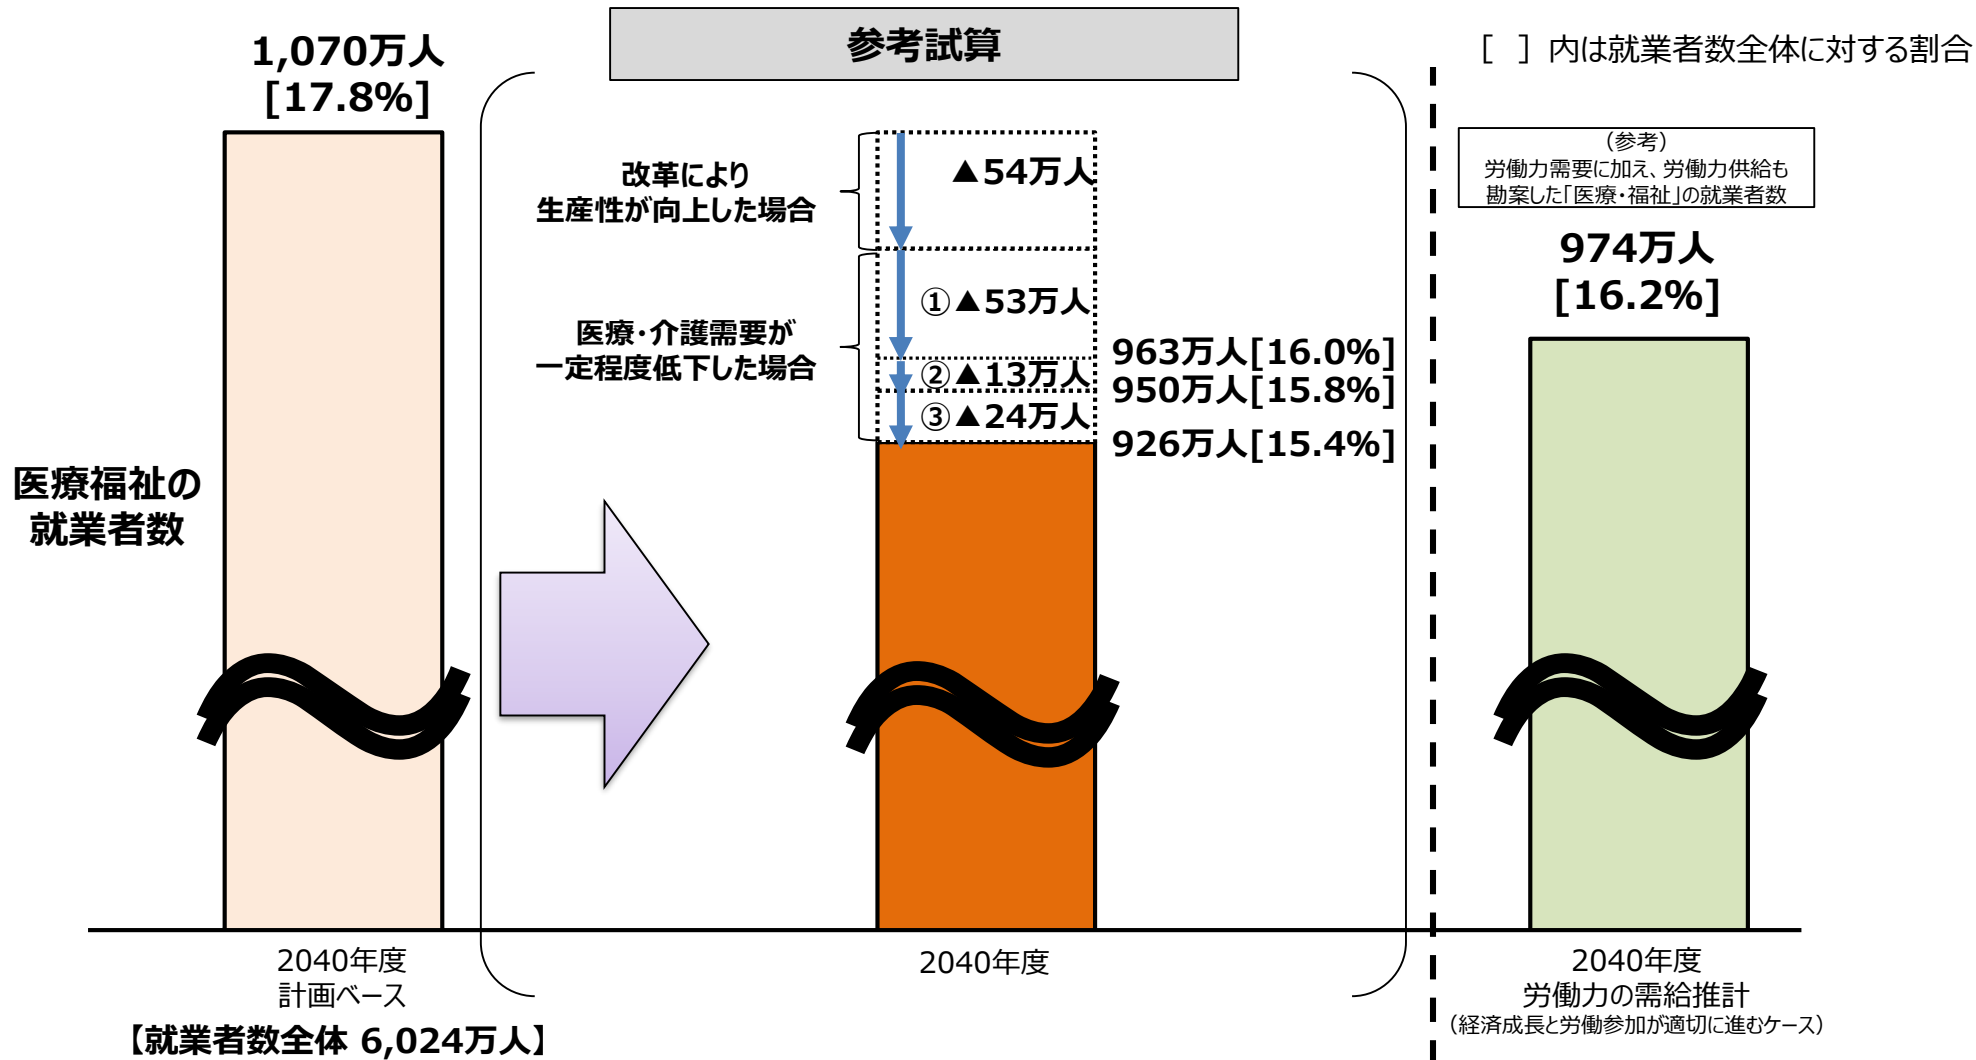 参考試算
［　］内は就業者数全体に対する割合
1,070万人
[17.8%]
改革により
生産性が向上した場合
▲54万人
医療・介護需要が
一定程度低下した場合
①▲53万人
②▲13万人
③▲24万人
963万人[16.0%]
950万人[15.8%]
926万人[15.4%]
（参考）
労働力需要に加え、労働力供給も
勘案した「医療・福祉」の就業者数
974万人
[16.2%]
医療福祉の
就業者数
2040年度
計画ベース
【就業者数全体 6,024万人】
2040年度
2040年度
労働力の需給推計
（経済成長と労働参加が適切に進むケース）